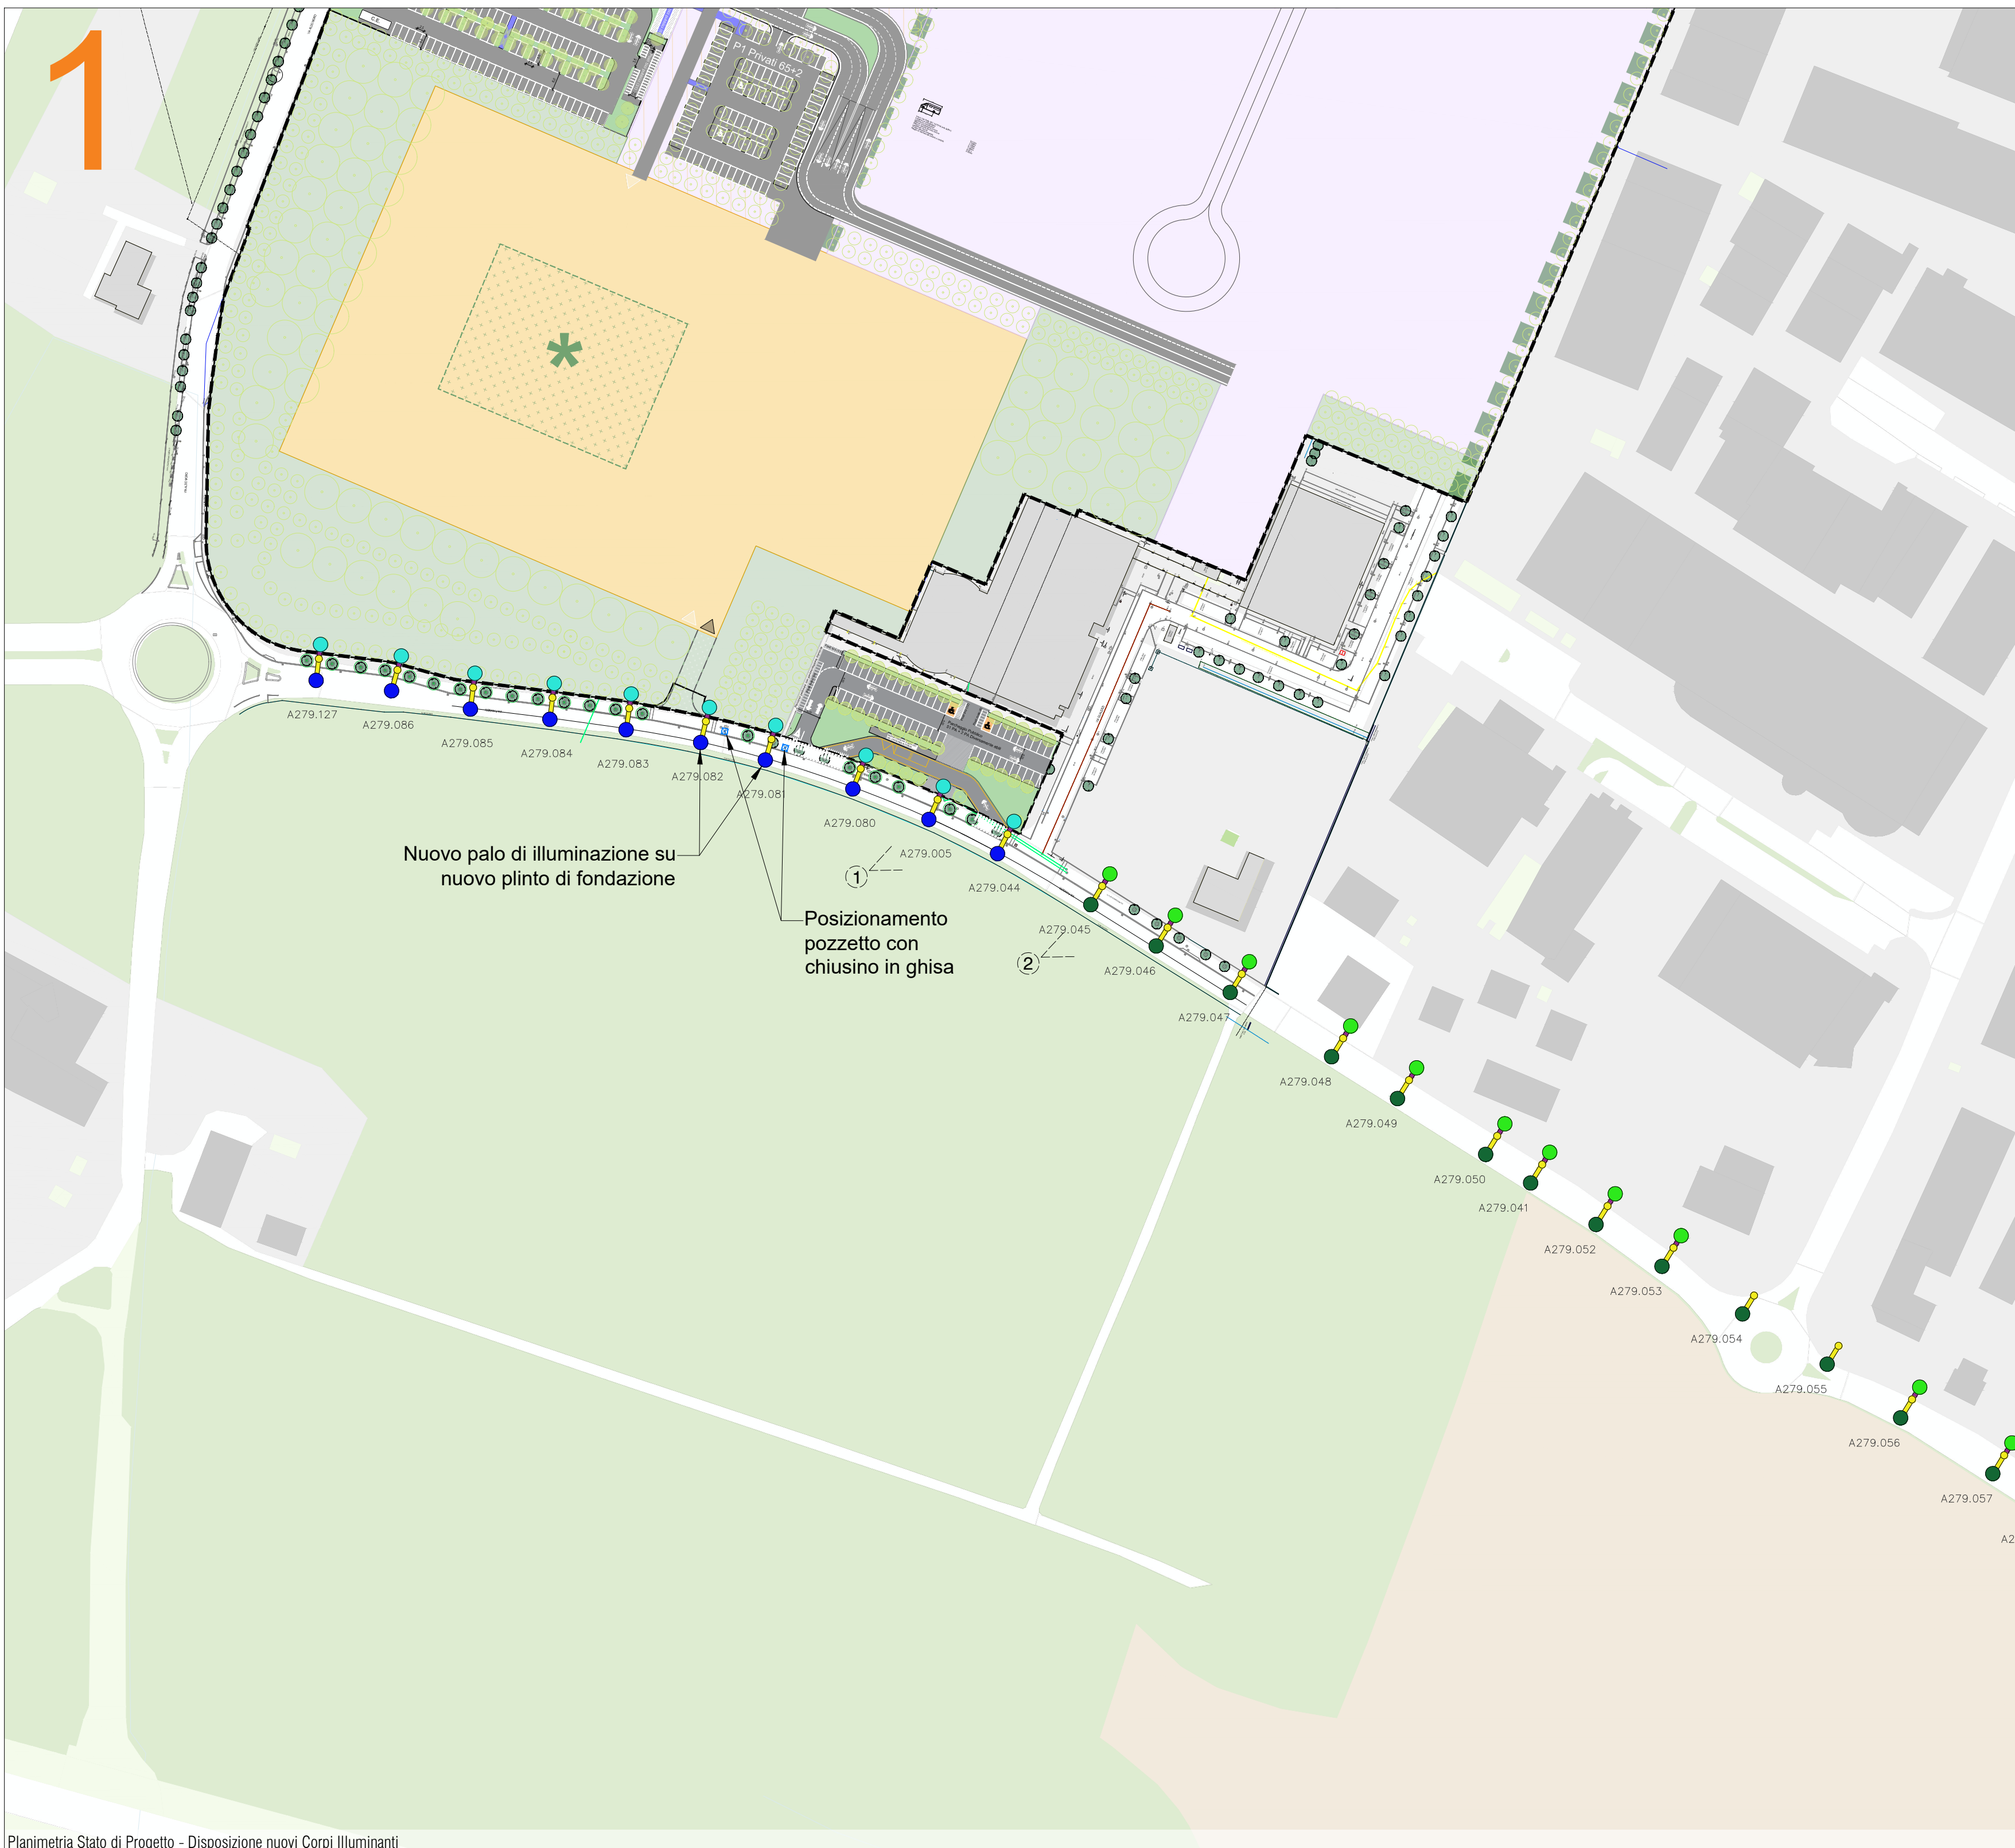 1
C.E.
P1 Privati 65+2
*
A279.127
A279.086
A279.085
A279.084
A279.083
A279.082
A279.081
A279.080
A279.005
A279.044
A279.045
A279.046
A279.047
A279.048
A279.049
A279.050
A279.041
A279.052
A279.053
A279.054
A279.055
A279.056
A279.057
A2
Nuovo palo di illuminazione su
nuovo plinto di fondazione
Posizionamento
pozzetto con
chiusino in ghisa
1
2
Planimetria Stato di Progetto - Disposizione nuovi Corpi Illuminanti